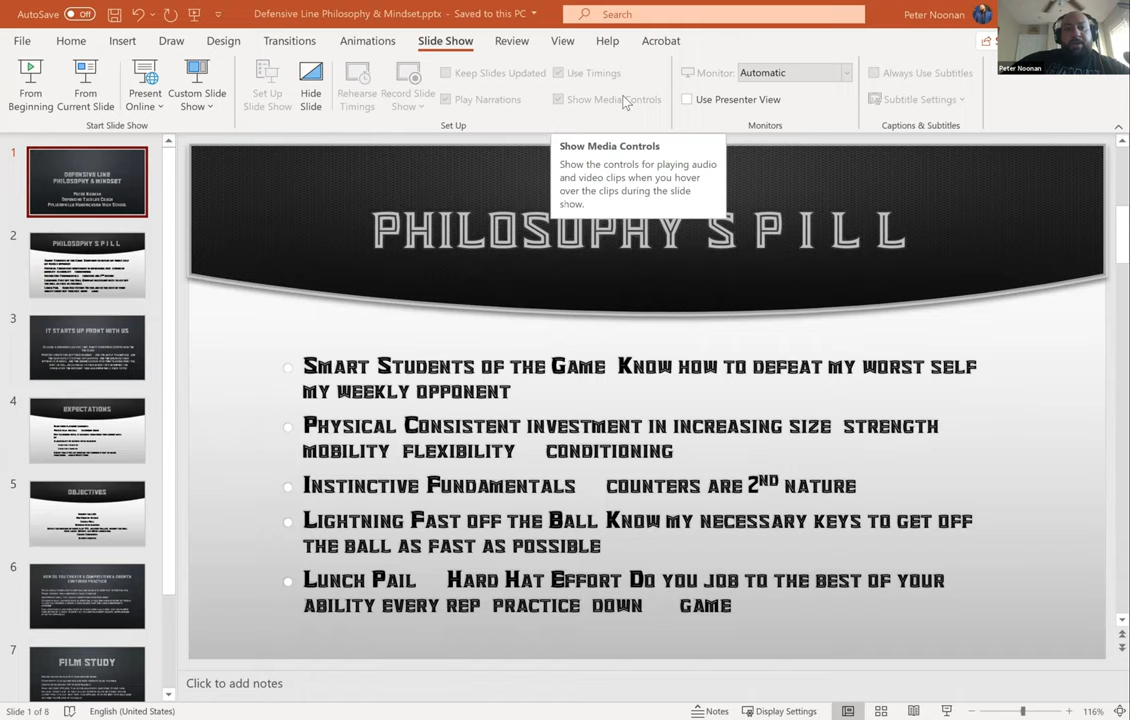 AutoSave Off
Defensive Line Philosophy & Mindset.pptx - Saved to this PC
Search
Peter Noonan
File Home Insert Draw Design Transitions Animations Slide Show Review View Help Acrobat
Peter Noonan
From Beginning
From Current Slide
Present Online
Custom Slide Show
Start Slide Show
Set Up Slide Show
Hide Slide
Rehearse Timings
Record Slide Show
Keep Slides Updated
Play Narrations
Use Timings
Show Media Controls
Set Up
Monitor: Automatic
Use Presenter View
Monitors
Always Use Subtitles
Subtitle Settings
Captions & Subtitles
Show Media Controls
Show the controls for playing audio
and video clips when you hover
over the clips during the slide
show.
1
DEFENSIVE LINE
PHILOSOPHY & MINDSET
PETER NOONAN
2
PHILOSOPHY S P I L L
3
IT STARTS UP FRONT WITH US
4
EXPECTATIONS
5
OBJECTIVES
6
7
FILM STUDY
PHILOSOPHY S P I L L
SMART STUDENTS OF THE GAME KNOW HOW TO DEFEAT MY WORST SELF
MY WEEKLY OPPONENT
PHYSICAL CONSISTENT INVESTMENT IN INCREASING SIZE STRENGTH
MOBILITY FLEXIBILITY CONDITIONING
INSTINCTIVE FUNDAMENTALS COUNTERS ARE 2ND NATURE
LIGHTNING FAST OFF THE BALL KNOW MY NECESSARY KEYS TO GET OFF
THE BALL AS FAST AS POSSIBLE
LUNCH PAIL HARD HAT EFFORT DO YOU JOB TO THE BEST OF YOUR
ABILITY EVERY REP PRACTICE DOWN GAME
Click to add notes
Slide 1 of 8
English (United States)
Notes
Display Settings
116%